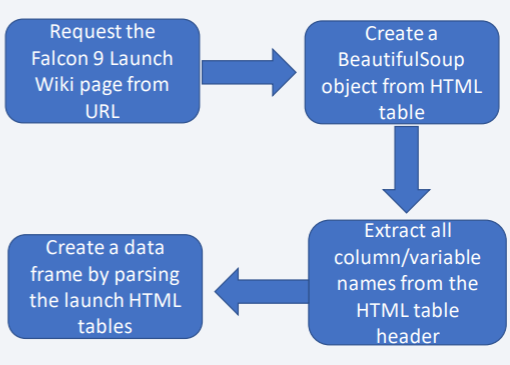 Request the
Falcon 9 Launch
Wiki page from
URL
Create a
BeautifulSoup
object from HTML
table
Extract all
column/variable
names from the
HTML table
header
Create a data
frame by parsing
the launch HTML
tables